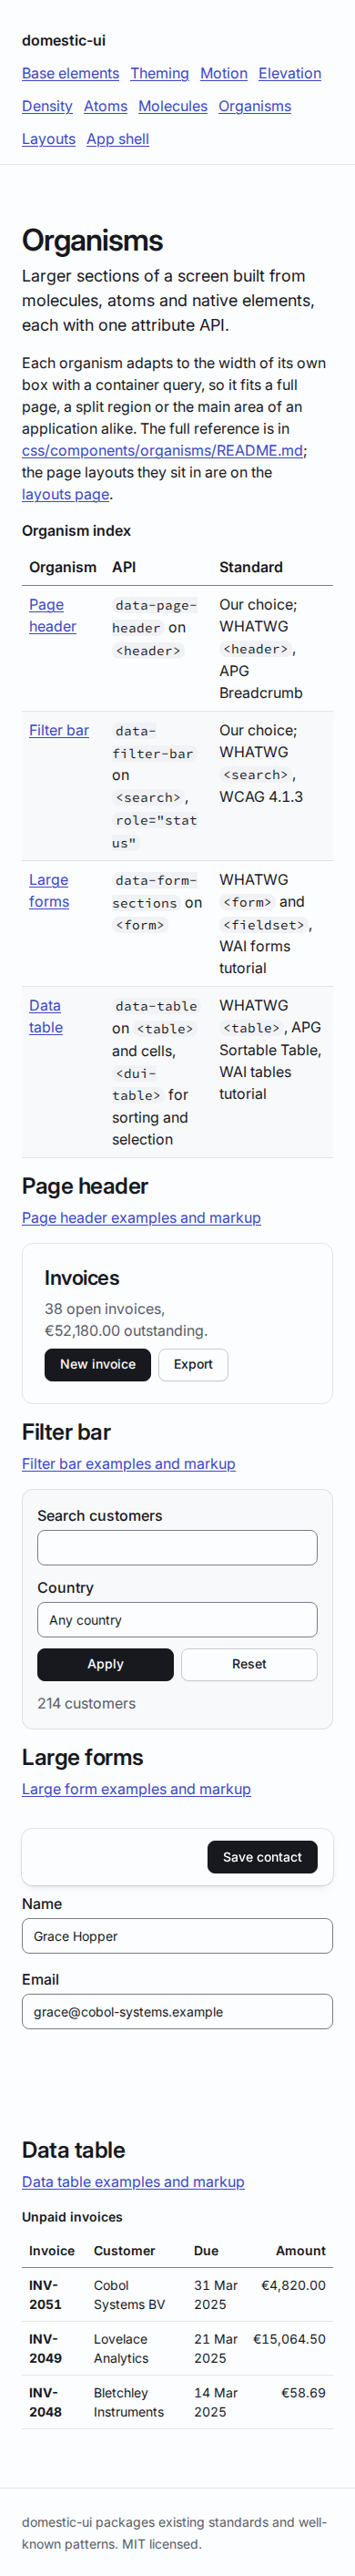 domestic-ui
Base elements Theming Motion Elevation
Density Atoms Molecules Organisms
Layouts App shell
Organisms
Larger sections of a screen built from
molecules, atoms and native elements,
each with one attribute API.
Each organism adapts to the width of its own
box with a container query, so it fits a full
page, a split region or the main area of an
application alike. The full reference is in
css/components/organisms/README.md;
the page layouts they sit in are on the
layouts page.
Organism index
Organism API Standard
Page data-page- Our choice;
header header on WHATWG
<header> <header>,
APG
Breadcrumb
Filter bar data- Our choice;
filter-bar WHATWG
on <search>,
<search>, WCAG 4.1.3
role="stat
us"
Large data-form- WHATWG
forms sections on <form> and
<form> <fieldset>,
WAI forms
tutorial
Data data-table WHATWG
table on <table> <table>, APG
and cells, Sortable Table,
<dui- WAI tables
table> for tutorial
sorting and
selection
Page header
Page header examples and markup
Invoices
38 open invoices,
€52,180.00 outstanding.
New invoice Export
Filter bar
Filter bar examples and markup
Search customers
Country
Any country
Apply Reset
214 customers
Large forms
Large form examples and markup
Save contact
Name
Grace Hopper
Email
grace@cobol-systems.example
Data table
Data table examples and markup
Unpaid invoices
Invoice Customer Due Amount
INV- Cobol 31 Mar €4,820.00
2051 Systems BV 2025
INV- Lovelace 21 Mar €15,064.50
2049 Analytics 2025
INV- Bletchley 14 Mar €58.69
2048 Instruments 2025
domestic-ui packages existing standards and well-
known patterns. MIT licensed.